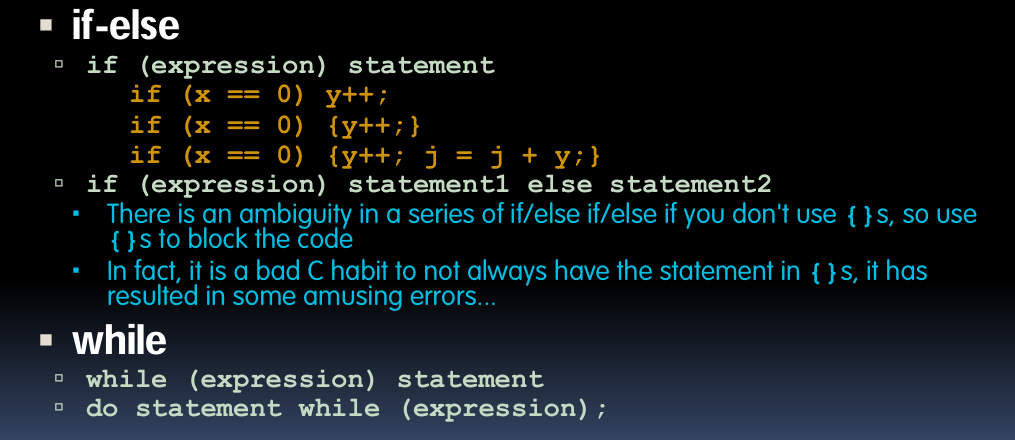 if-else
if (expression) statement
if (x == 0) y++;
if (x == 0) {y++;}
if (x == 0) {y++; j = j + y;}
if (expression) statement1 else statement2
There is an ambiguity in a series of if/else if/else if you don't use {}s, so use
{}s to block the code
In fact, it is a bad C habit to not always have the statement in {}s, it has
resulted in some amusing errors...
while
while (expression) statement
do statement while (expression);